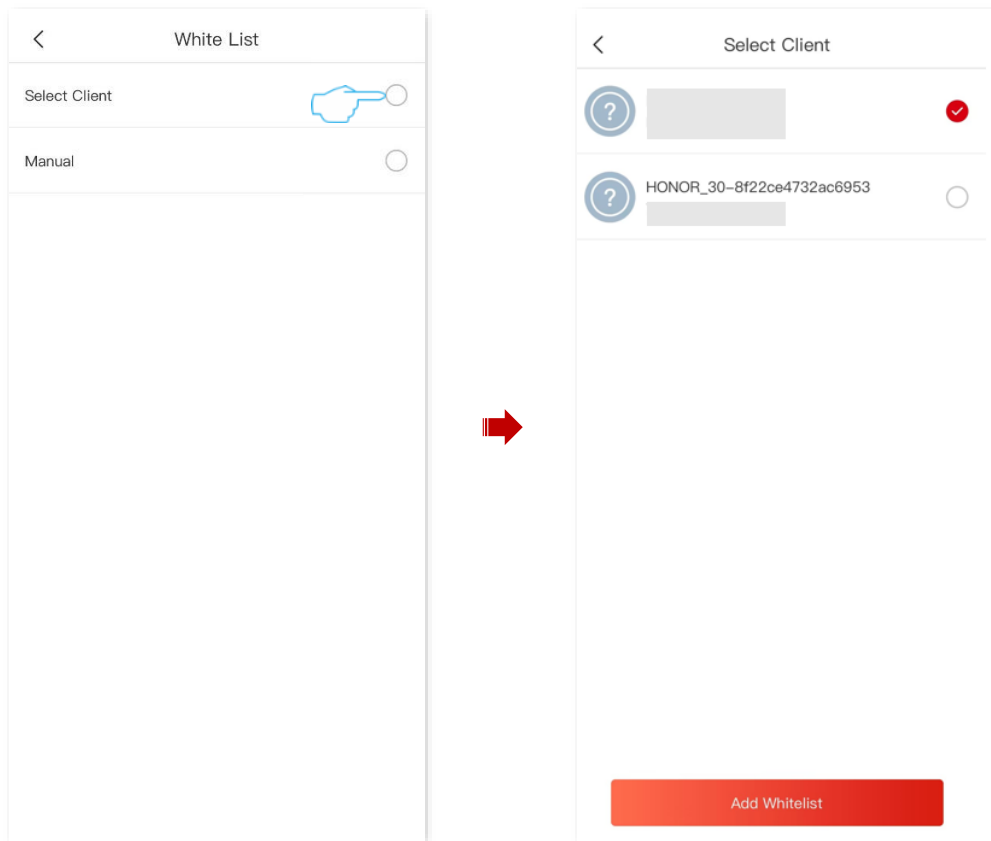 White List
Select Client
Manual
Select Client
HONOR_30-8f22ce4732ac6953
Add Whitelist